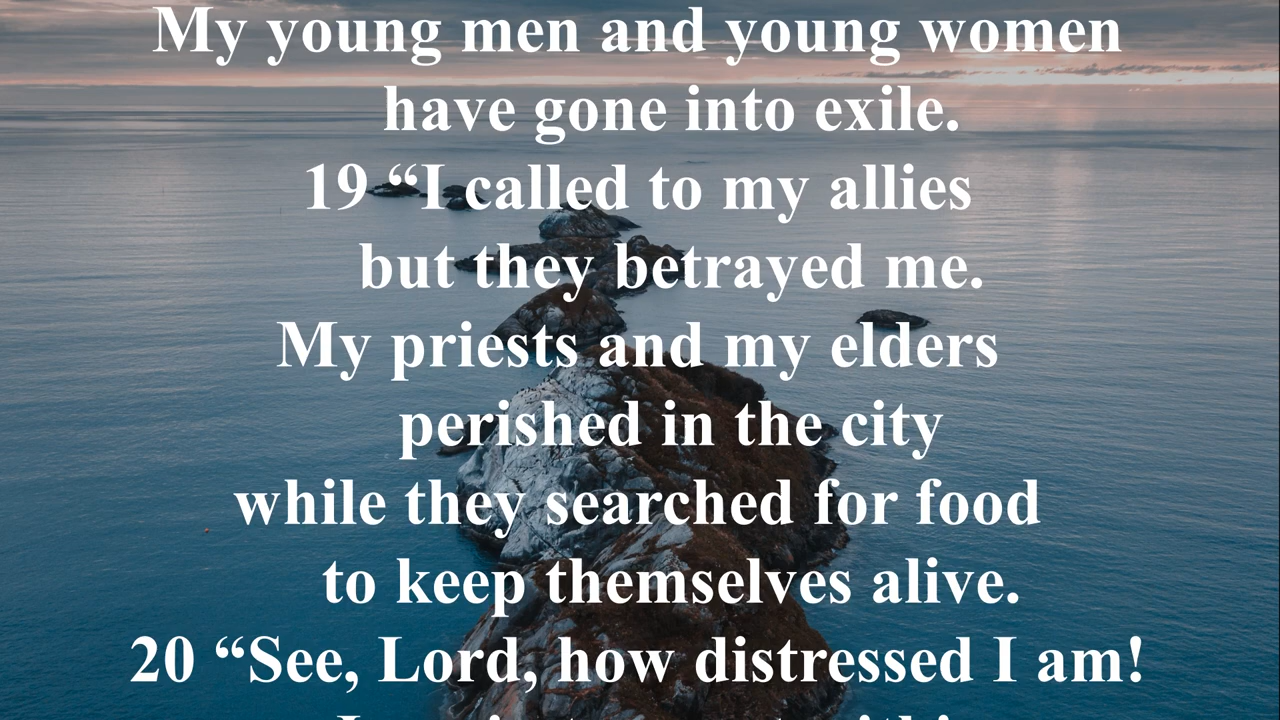 My young men and young women
have gone into exile.
19 “I called to my allies
but they betrayed me.
My priests and my elders
perished in the city
while they searched for food
to keep themselves alive.
20 “See, Lord, how distressed I am!